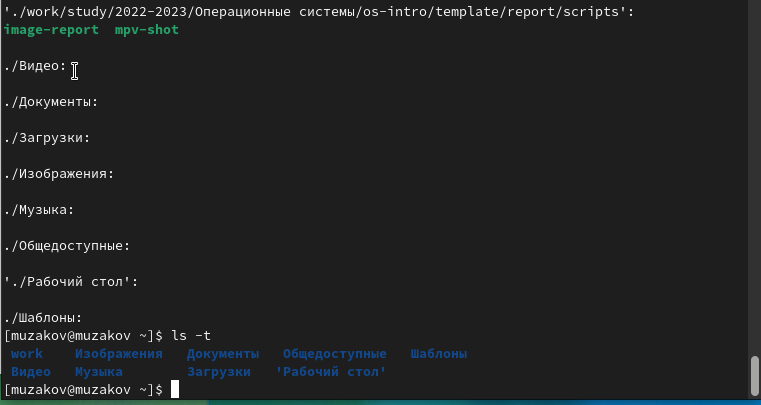 './work/study/2022-2023/Операционные системы/os-intro/template/report/scripts':
image-report  mpv-shot
./Видео:
./Документы:
./Загрузки:
./Изображения:
./Музыка:
./Общедоступные:
'./Рабочий стол':
./Шаблоны:
[muzakov@muzakov ~]$ ls -t
work    Изображения   Документы   Общедоступные   Шаблоны
Видео   Музыка        Загрузки   'Рабочий стол'
[muzakov@muzakov ~]$